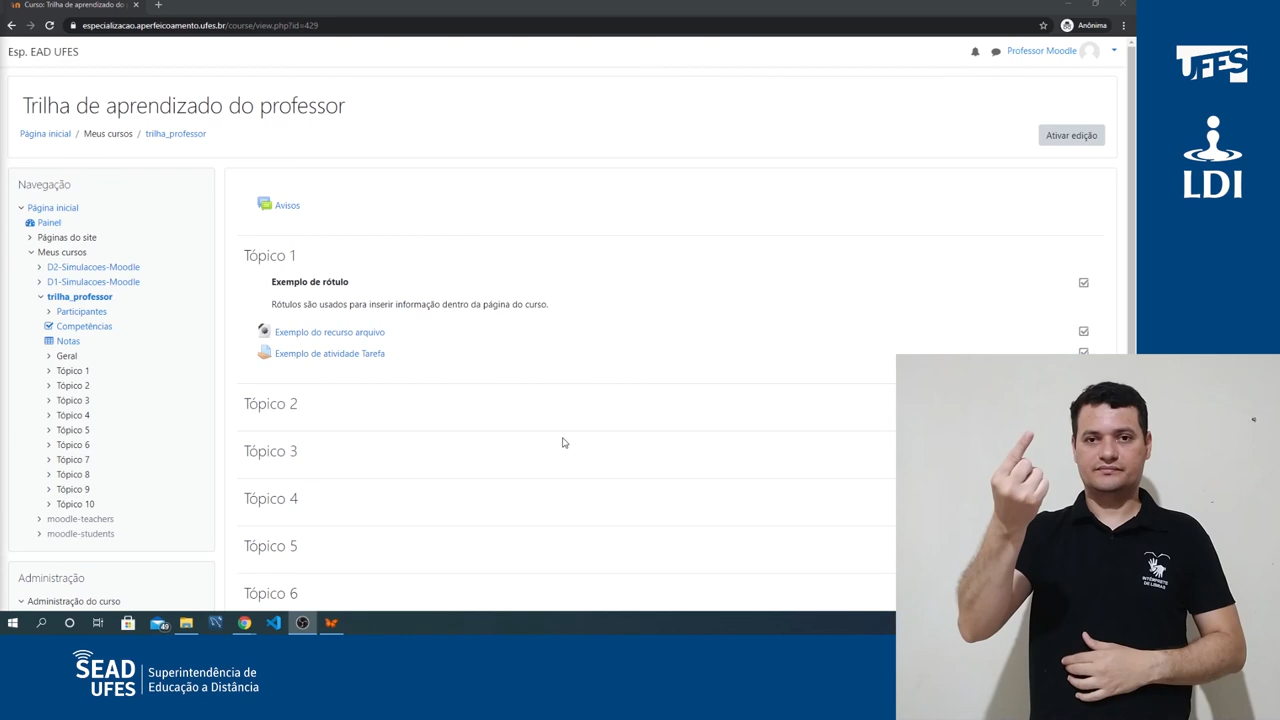 Curso: Trilha de aprendizado do
especializacao.aperfeicoamento.ufes.br/course/view.php?id=429
Anônima
Esp. EAD UFES
Professor Moodle
Trilha de aprendizado do professor
Página inicial / Meus cursos / trilha_professor
Ativar edição
Navegação
Página inicial
Painel
Páginas do site
Meus cursos
D2-Simulacoes-Moodle
D1-Simulacoes-Moodle
trilha_professor
Participantes
Competências
Notas
Geral
Tópico 1
Tópico 2
Tópico 3
Tópico 4
Tópico 5
Tópico 6
Tópico 7
Tópico 8
Tópico 9
Tópico 10
moodle-teachers
moodle-students
Administração
Administração do curso
Avisos
Tópico 1
Exemplo de rótulo
Rótulos são usados para inserir informação dentro da página do curso.
Exemplo do recurso arquivo
Exemplo de atividade Tarefa
Tópico 2
Tópico 3
Tópico 4
Tópico 5
Tópico 6
49
UFES
LDI
INTÉRPRETE
DE LIBRAS
SEAD
UFES
Superintendência de
Educação a Distância